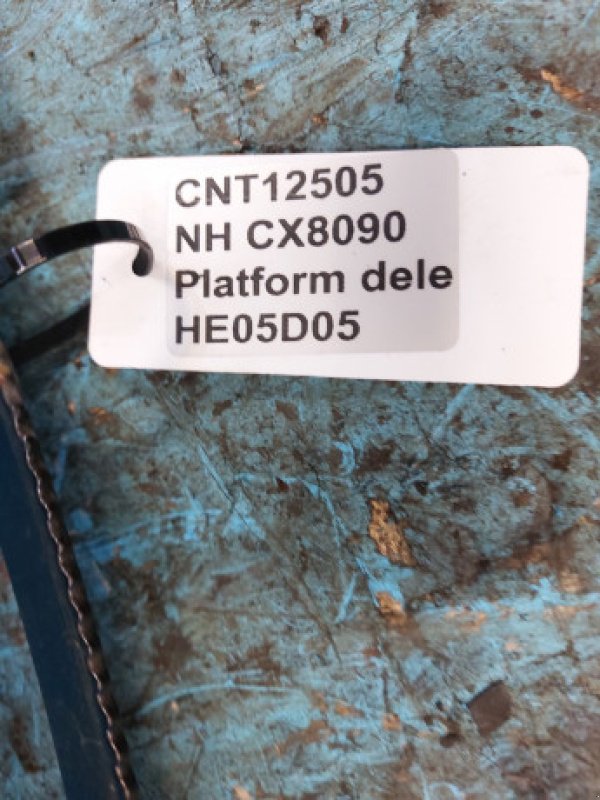 CNT12505
NH CX8090
Platform dele
HE05D05